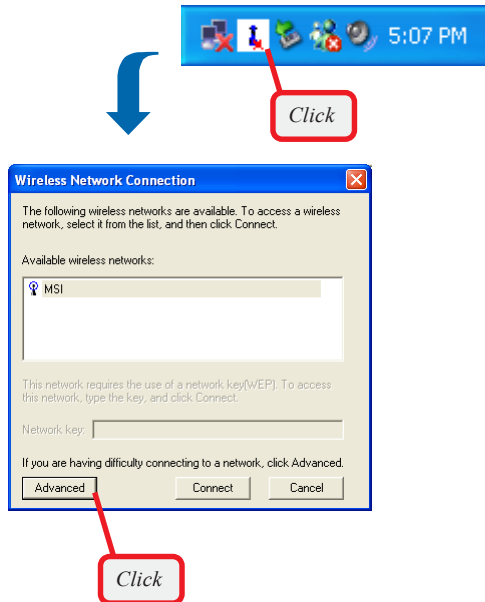 5:07 PM
Click
Wireless Network Connection
The following wireless networks are available. To access a wireless
network, select it from the list, and then click Connect.
Available wireless networks:
MSI
This network requires the use of a network key(WEP). To access
this network, type the key, and click Connect.
Network key:
If you are having difficulty connecting to a network, click Advanced.
Advanced
Connect
Cancel
Click